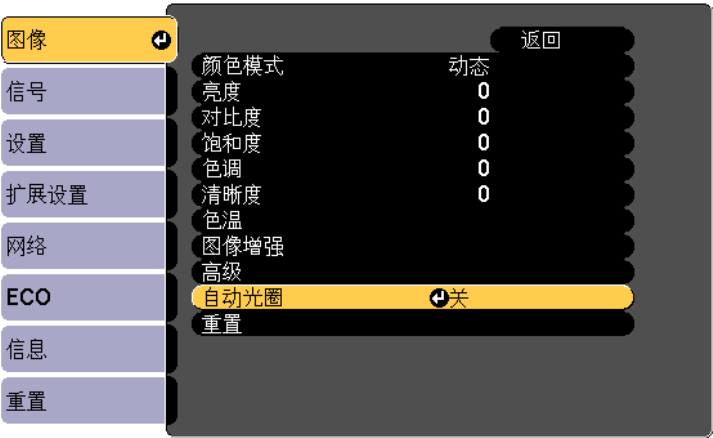 图像
信号
设置
扩展设置
网络
ECO
信息
重置
返回
颜色模式 动态
亮度 0
对比度 0
饱和度 0
色调 0
清晰度 0
色温
图像增强
高级
自动光圈 关
重置